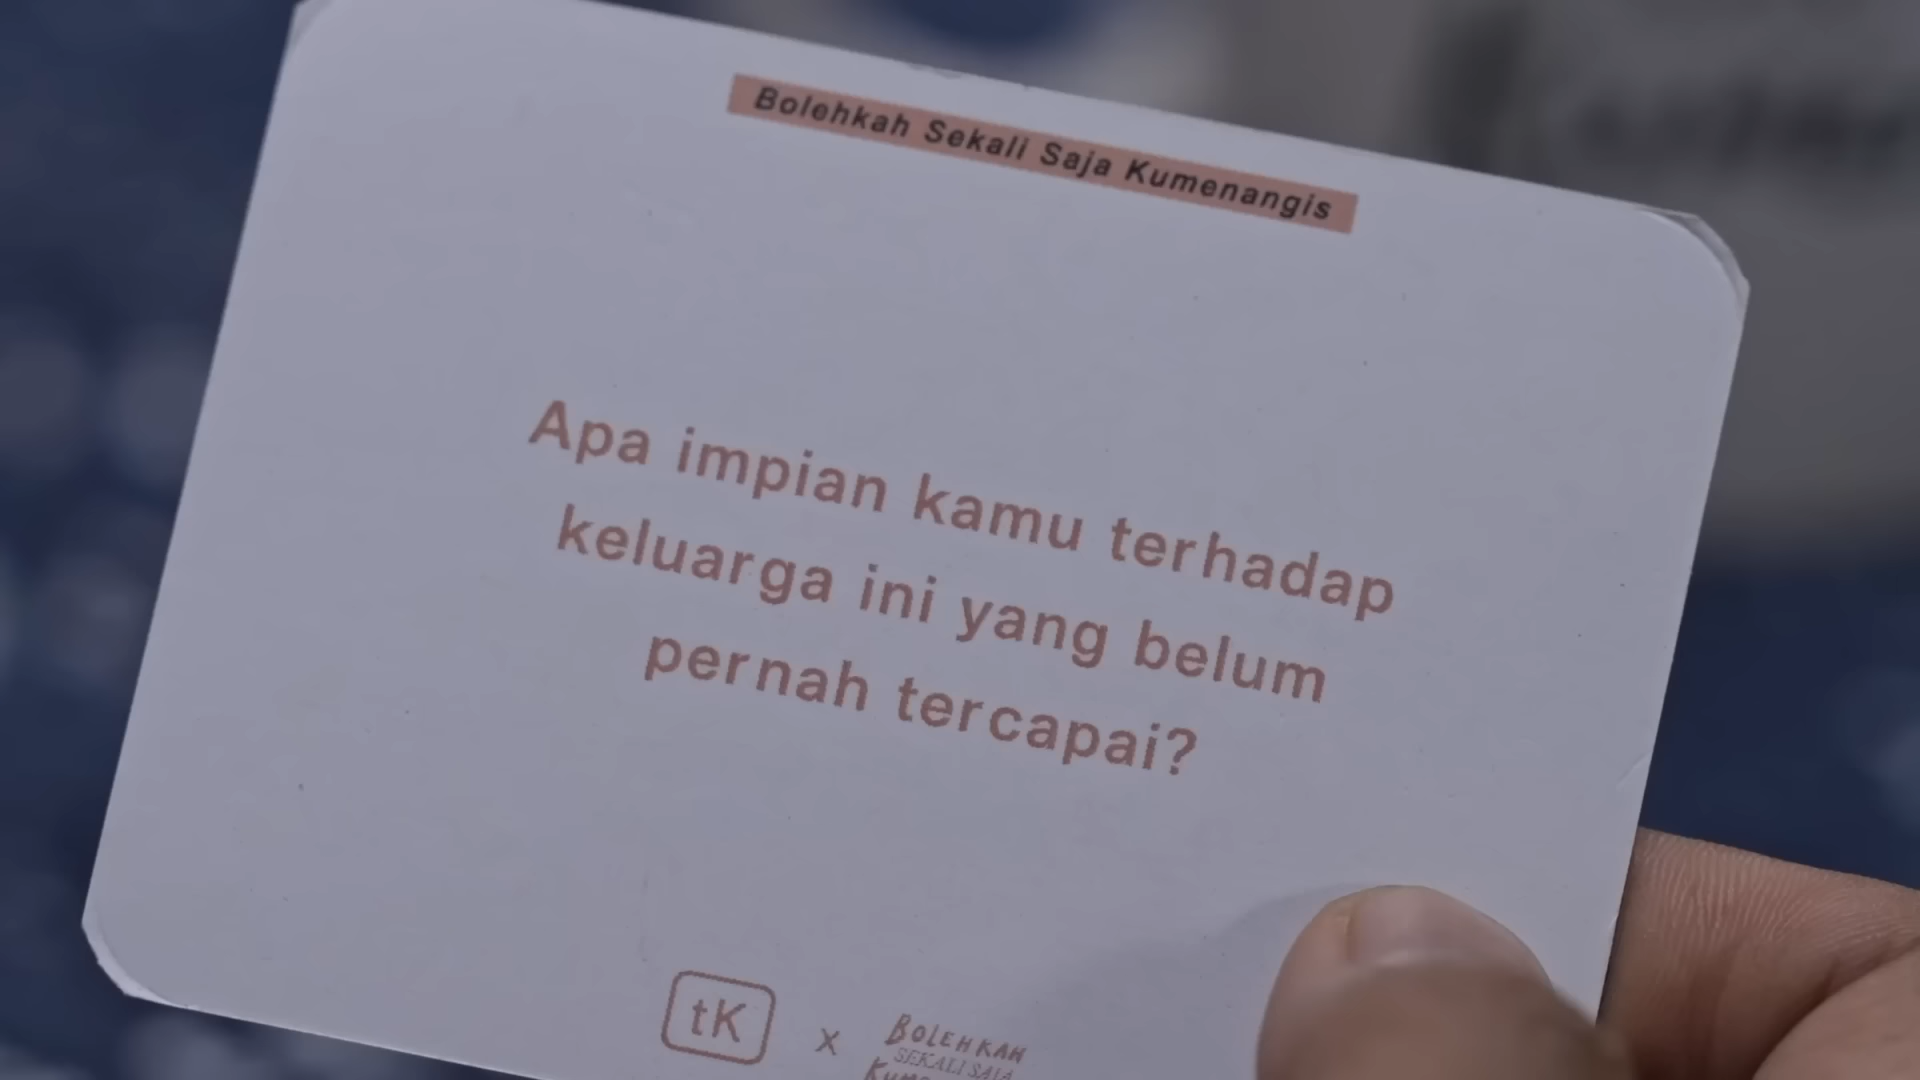 Bolehkah Sekali Saja Kumenangis
Apa impian kamu terhadap
keluarga ini yang belum
pernah tercapai?
tK x BOLEHKAH
SEKALI SAJA